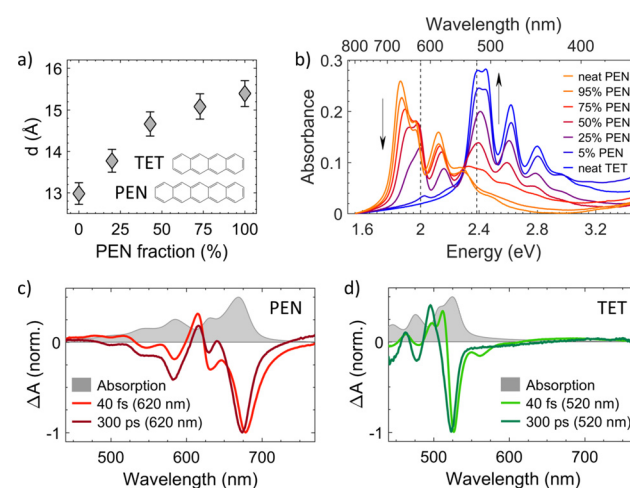 a)
d (Å)
16
15
14
13
TET
PEN
0 20 40 60 80 100
PEN fraction (%)
b)
Wavelength (nm)
800 700 600 500 400
Absorbance
0.3
0.2
0.1
0
neat PEN
95% PEN
75% PEN
50% PEN
25% PEN
5% PEN
neat TET
1.6 2.0 2.4 2.8 3.2
Energy (eV)
c)
PEN
ΔA (norm.)
0
-1
Absorption
40 fs (620 nm)
300 ps (620 nm)
500 600 700
Wavelength (nm)
d)
TET
ΔA (norm.)
0
-1
Absorption
40 fs (520 nm)
300 ps (520 nm)
500 600 700
Wavelength (nm)